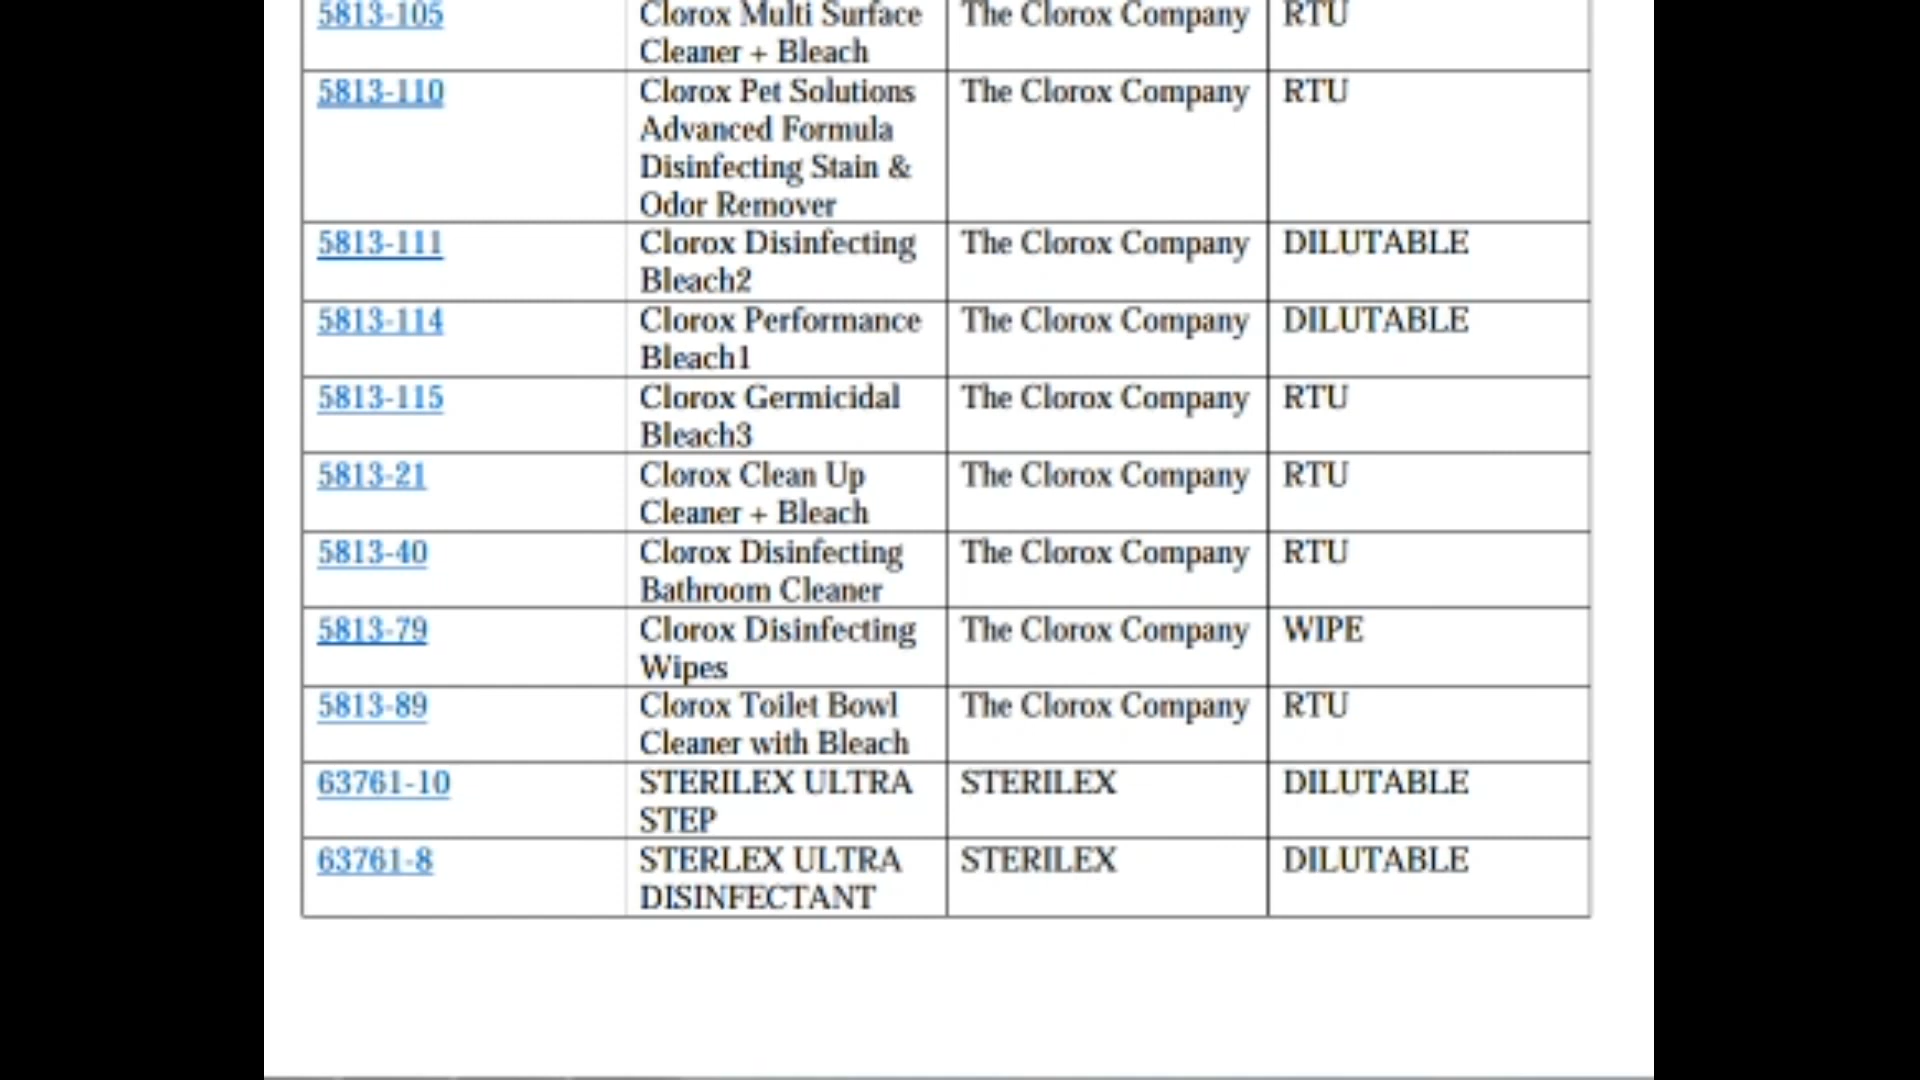 5813-105 Clorox Multi Surface The Clorox Company RTU
Cleaner + Bleach
5813-110 Clorox Pet Solutions The Clorox Company RTU
Advanced Formula
Disinfecting Stain &
Odor Remover
5813-111 Clorox Disinfecting The Clorox Company DILUTABLE
Bleach2
5813-114 Clorox Performance The Clorox Company DILUTABLE
Bleach1
5813-115 Clorox Germicidal The Clorox Company RTU
Bleach3
5813-21 Clorox Clean Up The Clorox Company RTU
Cleaner + Bleach
5813-40 Clorox Disinfecting The Clorox Company RTU
Bathroom Cleaner
5813-79 Clorox Disinfecting The Clorox Company WIPE
Wipes
5813-89 Clorox Toilet Bowl The Clorox Company RTU
Cleaner with Bleach
63761-10 STERILEX ULTRA STERILEX DILUTABLE
STEP
63761-8 STERLEX ULTRA STERILEX DILUTABLE
DISINFECTANT